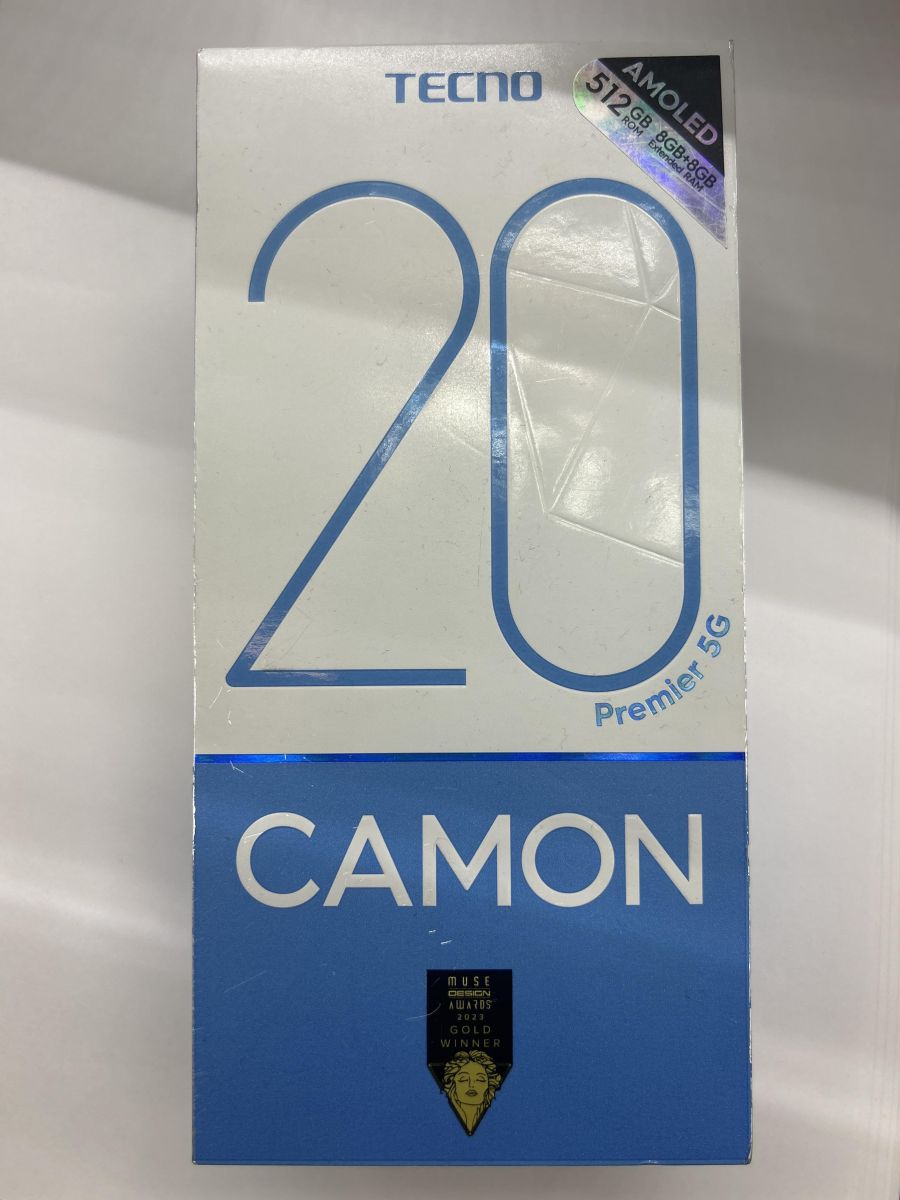 TECNO
AMOLED
512GB ROM 8GB+8GB Extended RAM
20
Premier 5G
CAMON
MUSE
DESIGN
AWARDS
2023
GOLD
WINNER